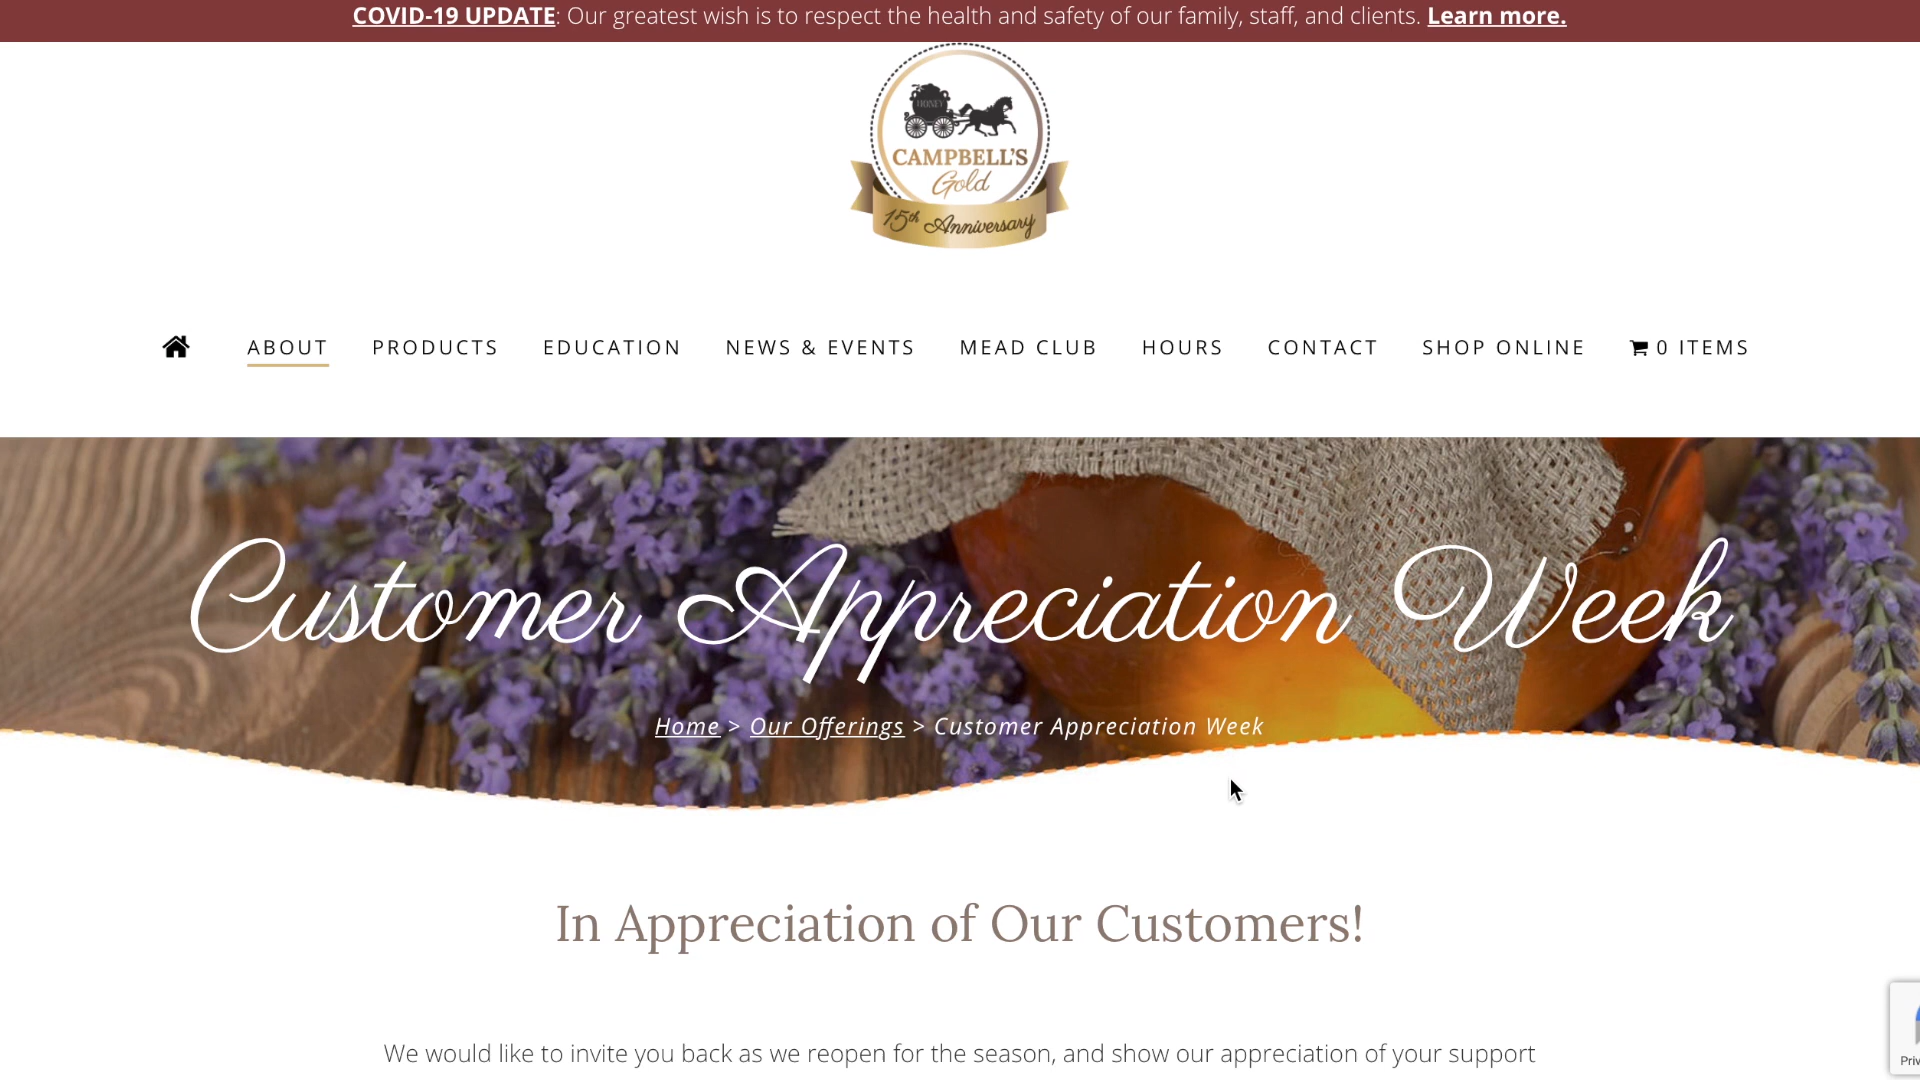 COVID-19 UPDATE: Our greatest wish is to respect the health and safety of our family, staff, and clients. Learn more.
HONEY
CAMPBELL'S
Gold
15th Anniversary
ABOUT PRODUCTS EDUCATION NEWS & EVENTS MEAD CLUB HOURS CONTACT SHOP ONLINE 0 ITEMS
Customer Appreciation Week
Home > Our Offerings > Customer Appreciation Week
In Appreciation of Our Customers!
We would like to invite you back as we reopen for the season, and show our appreciation of your support